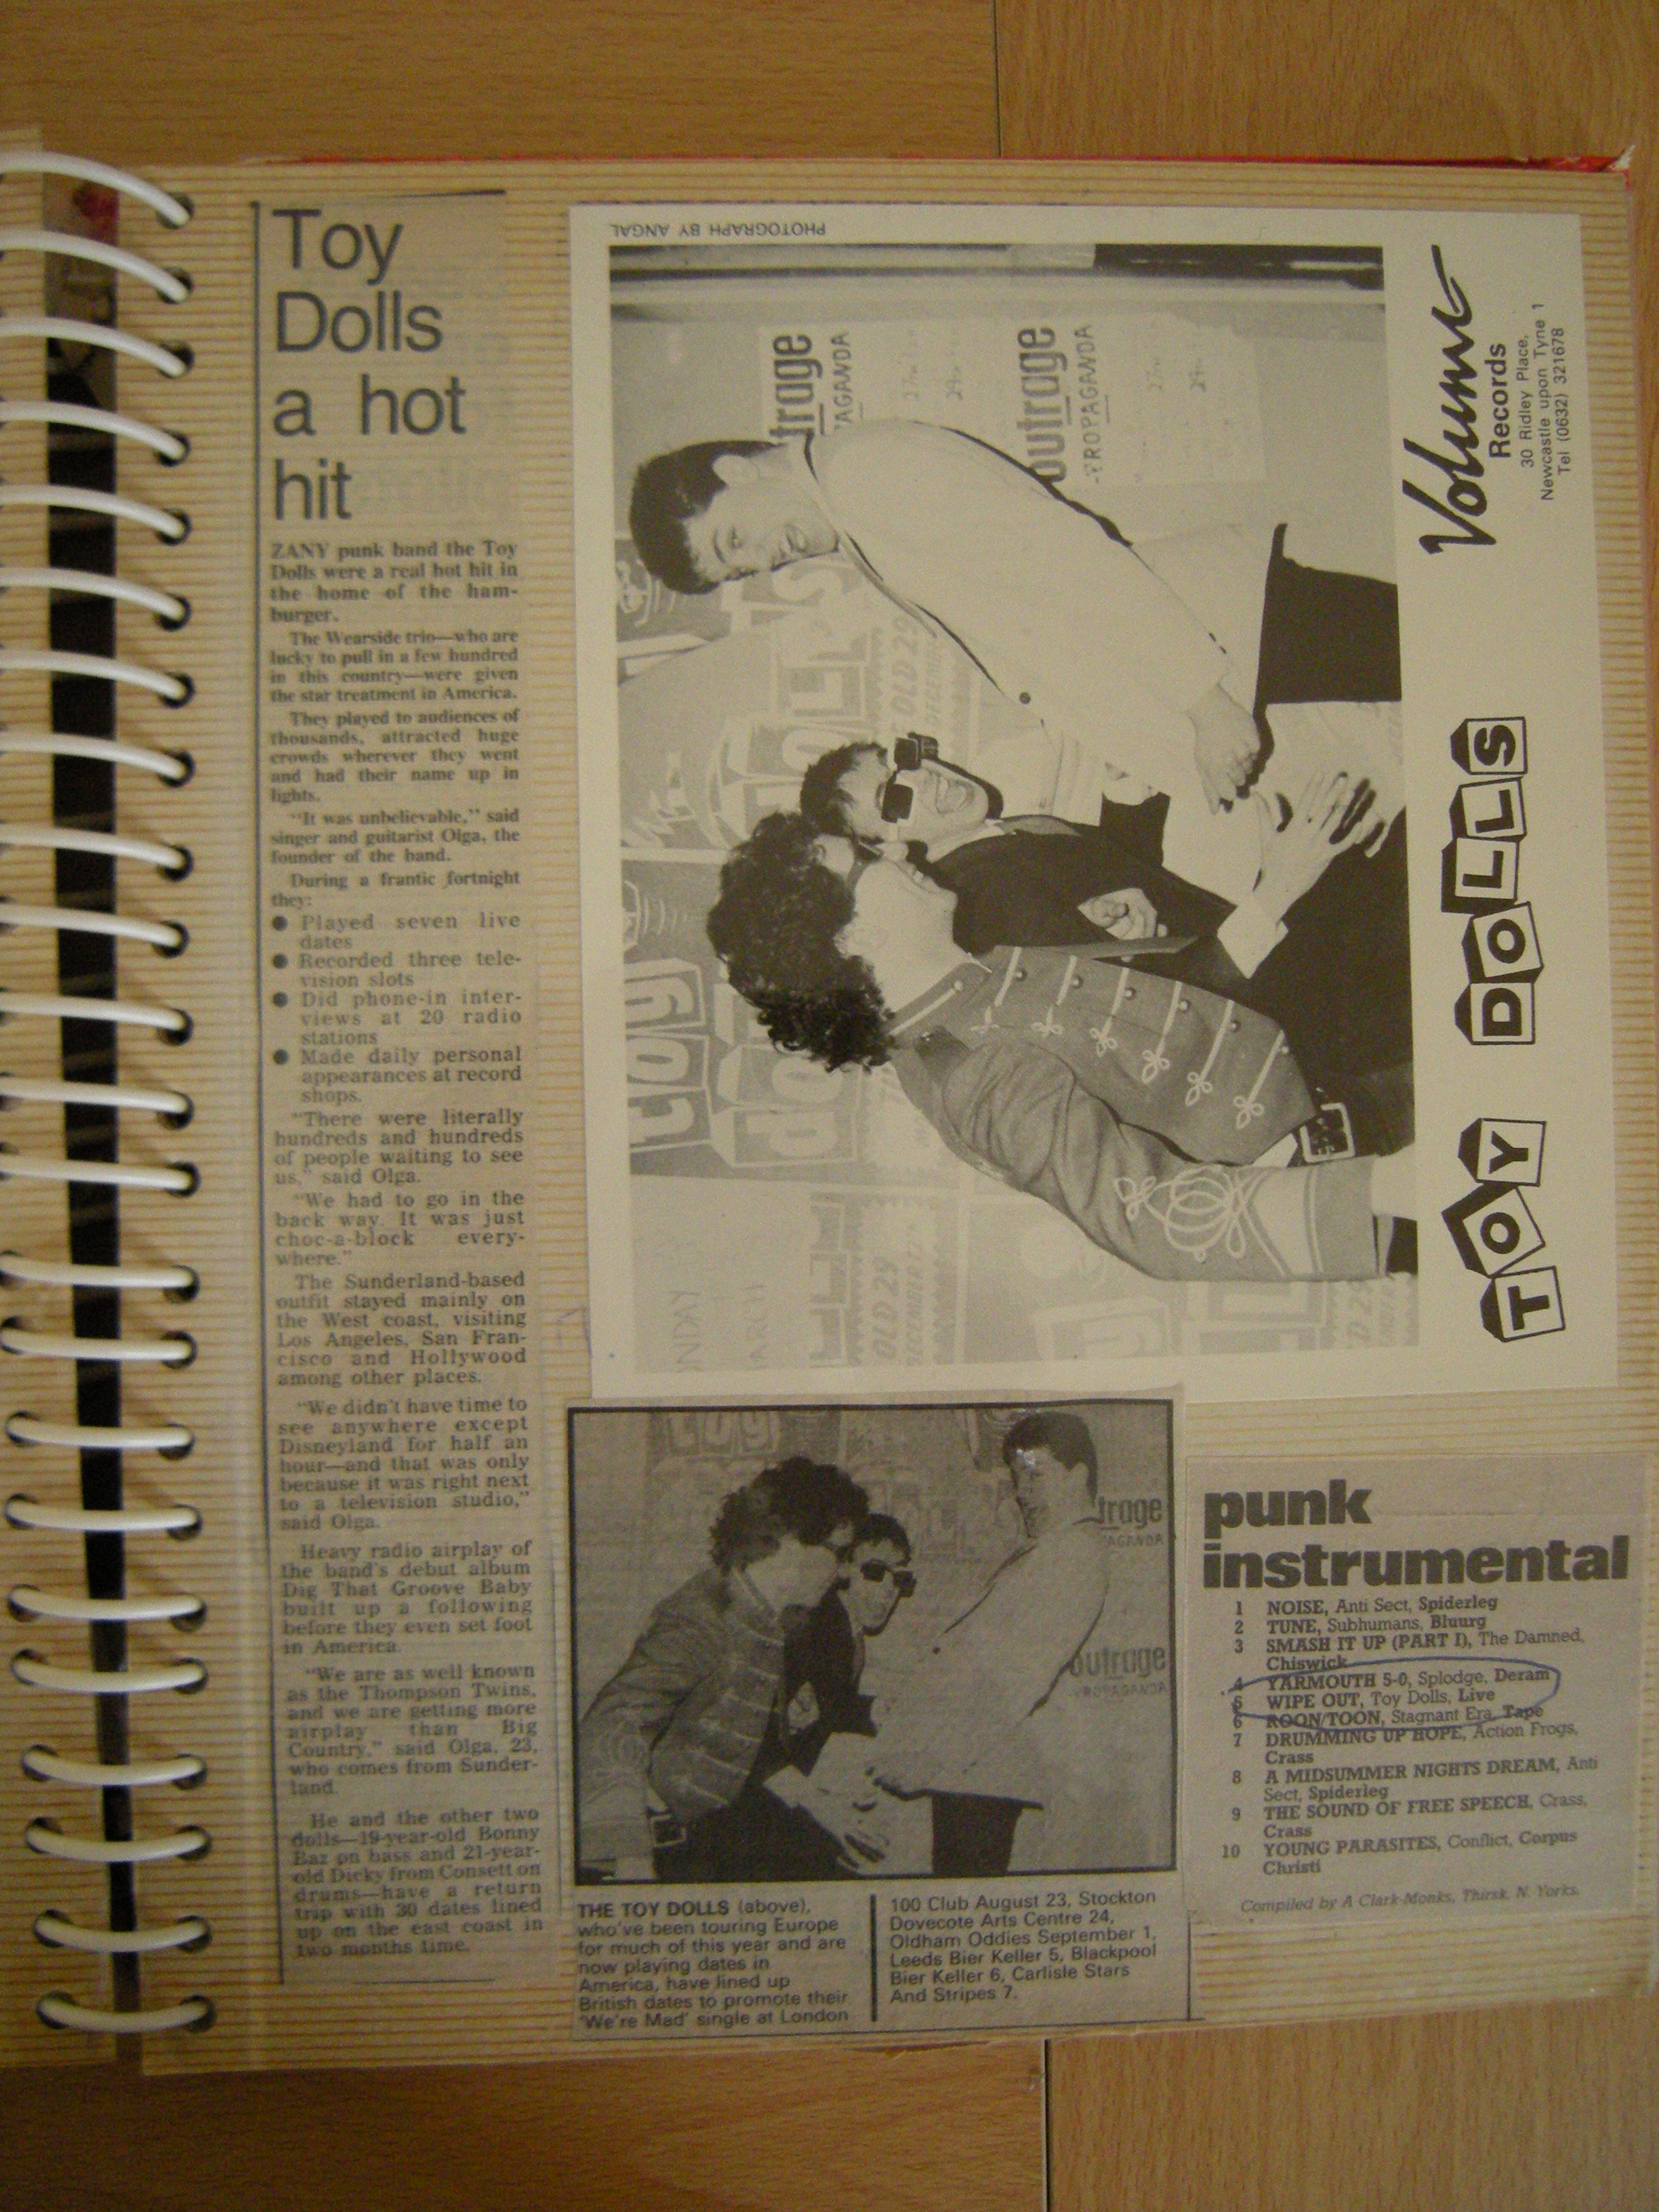 Toy
Dolls
a hot
hit
ZANY punk band the Toy
Dolls were a real hot hit in
the home of the ham-
burger.
The Wearside trio—who are
lucky to pull in a few hundred
in this country—were given
the star treatment in America.
They played to audiences of
thousands, attracted huge
crowds wherever they went
and had their name up in
lights.
"It was unbelievable," said
singer and guitarist Olga, the
founder of the band.
During a frantic fortnight
they:
● Played seven live
dates
● Recorded three tele-
vision slots
● Did phone-in inter-
views at 20 radio
stations
● Made daily personal
appearances at record
shops.
"There were literally
hundreds and hundreds
of people waiting to see
us," said Olga.
"We had to go in the
back way. It was just
choc-a-block every-
where."
The Sunderland-based
outfit stayed mainly on
the West coast, visiting
Los Angeles, San Fran-
cisco and Hollywood
among other places.
"We didn't have time to
see anywhere except
Disneyland for half an
hour—and that was only
because it was right next
to a television studio,"
said Olga.
Heavy radio airplay of
the band's debut album
Dig That Groove Baby
built up a following
before they even set foot
in America.
"We are as well known
as the Thompson Twins,
and we are getting more
airplay than Big
Country," said Olga, 23,
who comes from Sunder-
land.
He and the other two
dolls—19-year-old Bonny
Baz on bass and 21-year-
old Dicky from Consett on
drums—have a return
trip with 30 dates lined
up on the east coast in
two months time.
PHOTOGRAPH BY ANGAL
trage
AGANDA
outrage
PROPAGANDA
TOY
OLD 29
OLD 29
TOY DOLLS
Volume
Records
30 Ridley Place,
Newcastle upon Tyne 1
Tel (0632) 321678
Toy
trage
AGANDA
outrage
PROPAGANDA
THE TOY DOLLS (above),
who've been touring Europe
for much of this year and are
now playing dates in
America, have lined up
British dates to promote their
'We're Mad' single at London
100 Club August 23, Stockton
Dovecote Arts Centre 24,
Oldham Oddies September 1,
Leeds Bier Keller 5, Blackpool
Bier Keller 6, Carlisle Stars
And Stripes 7.
punk
instrumental
1 NOISE, Anti Sect, Spiderleg
2 TUNE, Subhumans, Bluurg
3 SMASH IT UP (PART I), The Damned,
Chiswick
4 YARMOUTH 5-0, Splodge, Deram
5 WIPE OUT, Toy Dolls, Live
6 ROON/TOON, Stagnant Era, Tape
7 DRUMMING UP HOPE, Action Frogs,
Crass
8 A MIDSUMMER NIGHTS DREAM, Anti
Sect, Spiderleg
9 THE SOUND OF FREE SPEECH, Crass,
Crass
10 YOUNG PARASITES, Conflict, Corpus
Christi
Compiled by A Clark-Monks, Thirsk, N. Yorks.